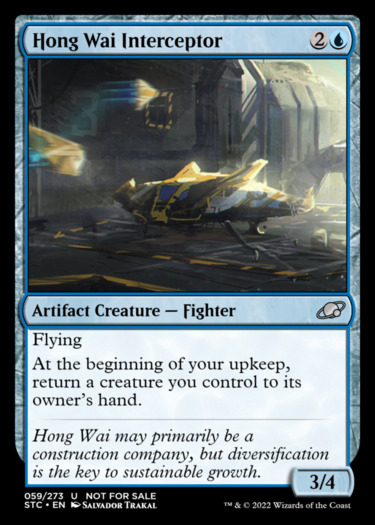 Hong Wai Interceptor 2
Artifact Creature — Fighter
Flying
At the beginning of your upkeep,
return a creature you control to its
owner's hand.
Hong Wai may primarily be a
construction company, but diversification
is the key to sustainable growth.
3/4
059/273 U NOT FOR SALE
STC • EN Salvador Trakal
™ & © 2022 Wizards of the Coast